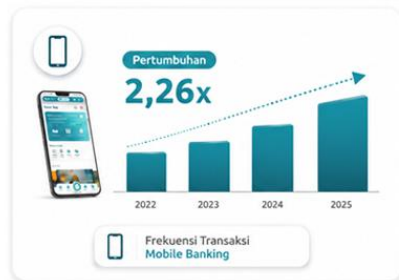 Pertumbuhan
2,26x
2022 2023 2024 2025
Frekuensi Transaksi
Mobile Banking